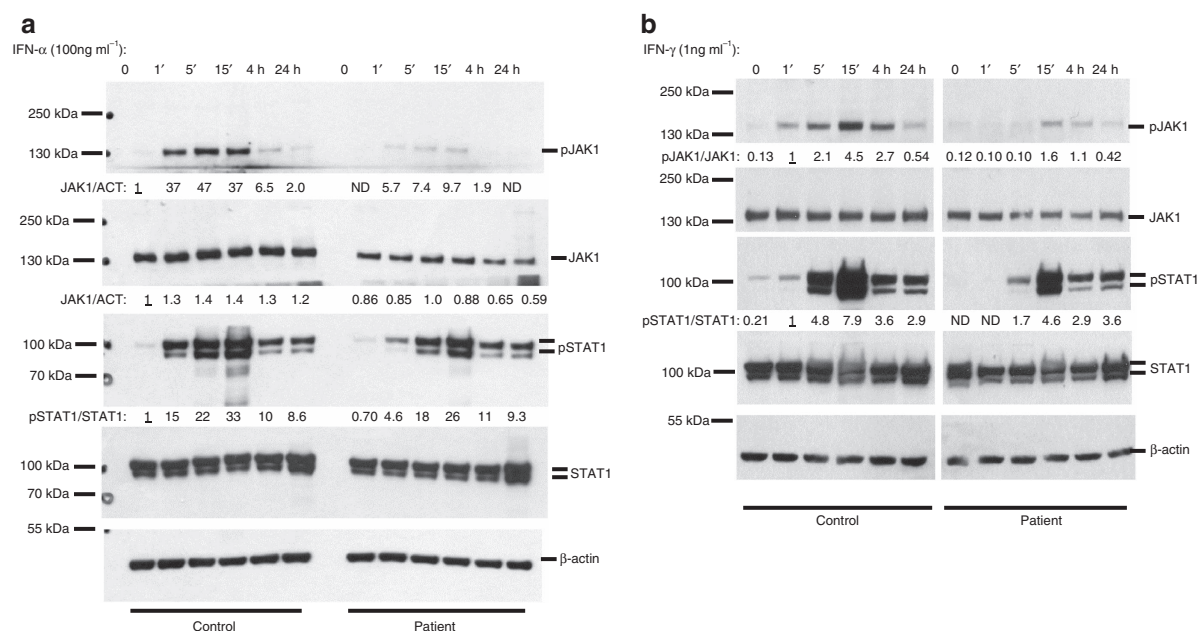 a
IFN-α (100ng ml⁻¹):
0 1′ 5′ 15′ 4 h 24 h 0 1′ 5′ 15′ 4 h 24 h
250 kDa
130 kDa
pJAK1
JAK1/ACT: 1 37 47 37 6.5 2.0 ND 5.7 7.4 9.7 1.9 ND
250 kDa
130 kDa
JAK1
JAK1/ACT: 1 1.3 1.4 1.4 1.3 1.2 0.86 0.85 1.0 0.88 0.65 0.59
100 kDa
pSTAT1
70 kDa
pSTAT1/STAT1: 1 15 22 33 10 8.6 0.70 4.6 18 26 11 9.3
100 kDa
STAT1
70 kDa
55 kDa
β-actin
Control Patient
b
IFN-γ (1ng ml⁻¹):
0 1′ 5′ 15′ 4 h 24 h 0 1′ 5′ 15′ 4 h 24 h
250 kDa
130 kDa
pJAK1
pJAK1/JAK1: 0.13 1 2.1 4.5 2.7 0.54 0.12 0.10 0.10 1.6 1.1 0.42
250 kDa
130 kDa
JAK1
100 kDa
pSTAT1
pSTAT1/STAT1: 0.21 1 4.8 7.9 3.6 2.9 ND ND 1.7 4.6 2.9 3.6
100 kDa
STAT1
55 kDa
β-actin
Control Patient